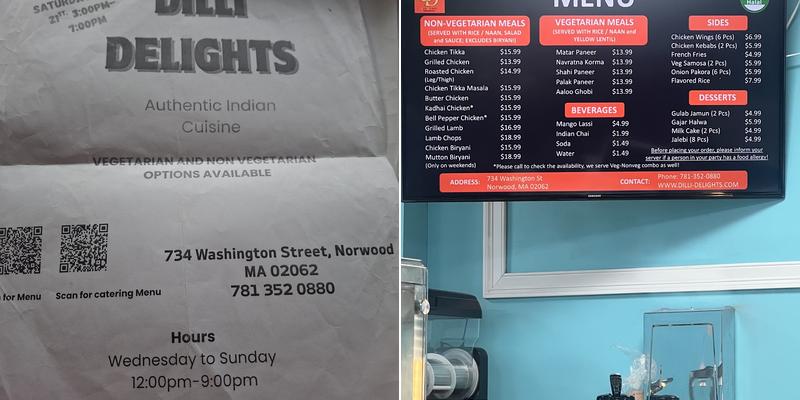 SATURDAY
21ST, 3:00PM-
7:00PM
DILLI
DELIGHTS
Authentic Indian
Cuisine
VEGETARIAN AND NON VEGETARIAN
OPTIONS AVAILABLE
734 Washington Street, Norwood
MA 02062
781 352 0880
for Menu
Scan for catering Menu
Hours
Wednesday to Sunday
12:00pm-9:00pm
MENU
Halal
NON-VEGETARIAN MEALS
(SERVED WITH RICE / NAAN, SALAD
and SAUCE; EXCLUDES BIRYANI)
Chicken Tikka $15.99
Grilled Chicken $13.99
Roasted Chicken $14.99
(Leg/Thigh)
Chicken Tikka Masala $15.99
Butter Chicken $15.99
Kadhai Chicken* $15.99
Bell Pepper Chicken* $15.99
Grilled Lamb $16.99
Lamb Chops $18.99
Chicken Biryani $15.99
Mutton Biryani $18.99
(Only on weekends)
VEGETARIAN MEALS
(SERVED WITH RICE / NAAN and
YELLOW LENTIL)
Matar Paneer $13.99
Navratna Korma $13.99
Shahi Paneer $13.99
Palak Paneer $13.99
Aaloo Ghobi $13.99
BEVERAGES
Mango Lassi $4.99
Indian Chai $1.99
Soda $1.49
Water $1.49
SIDES
Chicken Wings (6 Pcs) $6.99
Chicken Kebabs (2 Pcs) $5.99
French Fries $4.99
Veg Samosa (2 Pcs) $5.99
Onion Pakora (6 Pcs) $5.99
Flavored Rice $7.99
DESSERTS
Gulab Jamun (2 Pcs) $4.99
Gajar Halwa $5.99
Milk Cake (2 Pcs) $4.99
Jalebi (8 Pcs) $4.99
Before placing your order, please inform your
server if a person in your party has a food allergy!
*Please call to check the availability, we serve Veg-Nonveg combo as well!
ADDRESS: 734 Washington St
Norwood, MA 02062
CONTACT: Phone: 781-352-0880
WWW.DILLI-DELIGHTS.COM
SAMSUNG